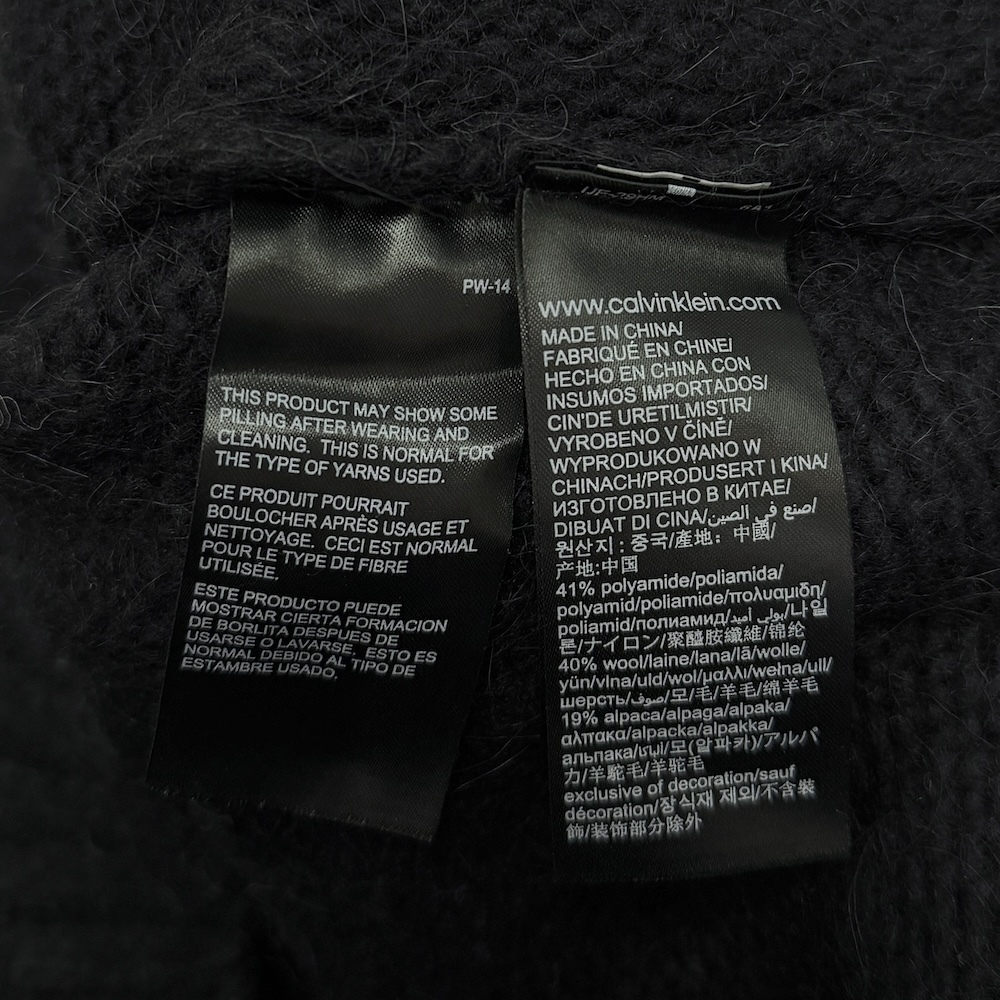 PW-14
THIS PRODUCT MAY SHOW SOME
PILLING AFTER WEARING AND
CLEANING. THIS IS NORMAL FOR
THE TYPE OF YARNS USED.
CE PRODUIT POURRAIT
BOULOCHER APRÈS USAGE ET
NETTOYAGE. CECI EST NORMAL
POUR LE TYPE DE FIBRE
UTILISÉE.
ESTE PRODUCTO PUEDE
MOSTRAR CIERTA FORMACION
DE BORLITA DESPUES DE
USARSE O LAVARSE. ESTO ES
NORMAL DEBIDO AL TIPO DE
ESTAMBRE USADO.
www.calvinklein.com
MADE IN CHINA/
FABRIQUÉ EN CHINE/
HECHO EN CHINA CON
INSUMOS IMPORTADOS/
CIN'DE URETILMISTIR/
VYROBENO V ČÍNĚ/
WYPRODUKOWANO W
CHINACH/PRODUSERT I KINA/
ИЗГОТОВЛЕНО В КИТАЕ/
DIBUAT DI CINA/صنع في الصين/
원산지: 중국/產地: 中國/
产地:中国
41% polyamide/poliamida/
polyamid/poliamide/πολυαμιδη/
poliamid/полиамид/بولي أميد/나일
론/ナイロン/聚醯胺纖維/锦纶
40% wool/laine/lana/lã/wolle/
yün/vlna/uld/wol/μαλλι/wełna/ull/
шерсть/صوف/모/毛/羊毛/绵羊毛
19% alpaca/alpaga/alpaka/
αλπακα/alpacka/alpakka/
альпака/الباكا/모(알파카)/アルパ
カ/羊駝毛/羊驼毛
exclusive of decoration/sauf
décoration/장식재 제외/不含裝
飾/装饰部分除外